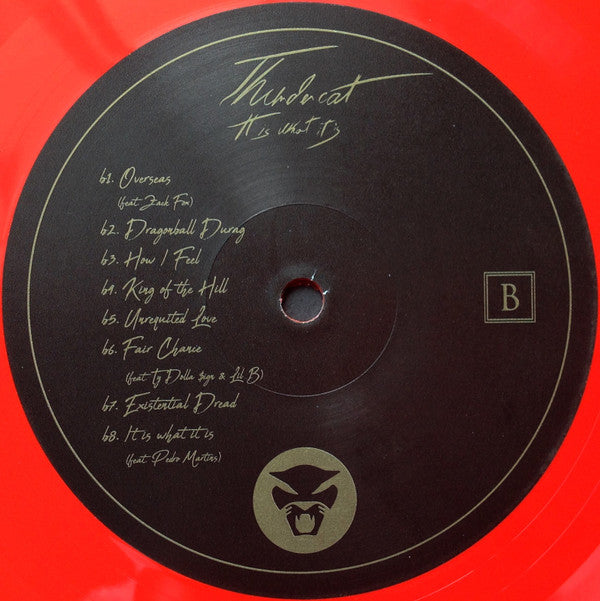 Thundercat
It is what it is
b1. Overseas
(feat. Zack Fox)
b2. Dragonball Durag
b3. How I Feel
b4. King of the Hill
b5. Unrequited Love
b6. Fair Chance
(feat. Ty Dolla $ign & Lil B)
b7. Existential Dread
b8. It is what it is
(feat. Pedro Martins)
B